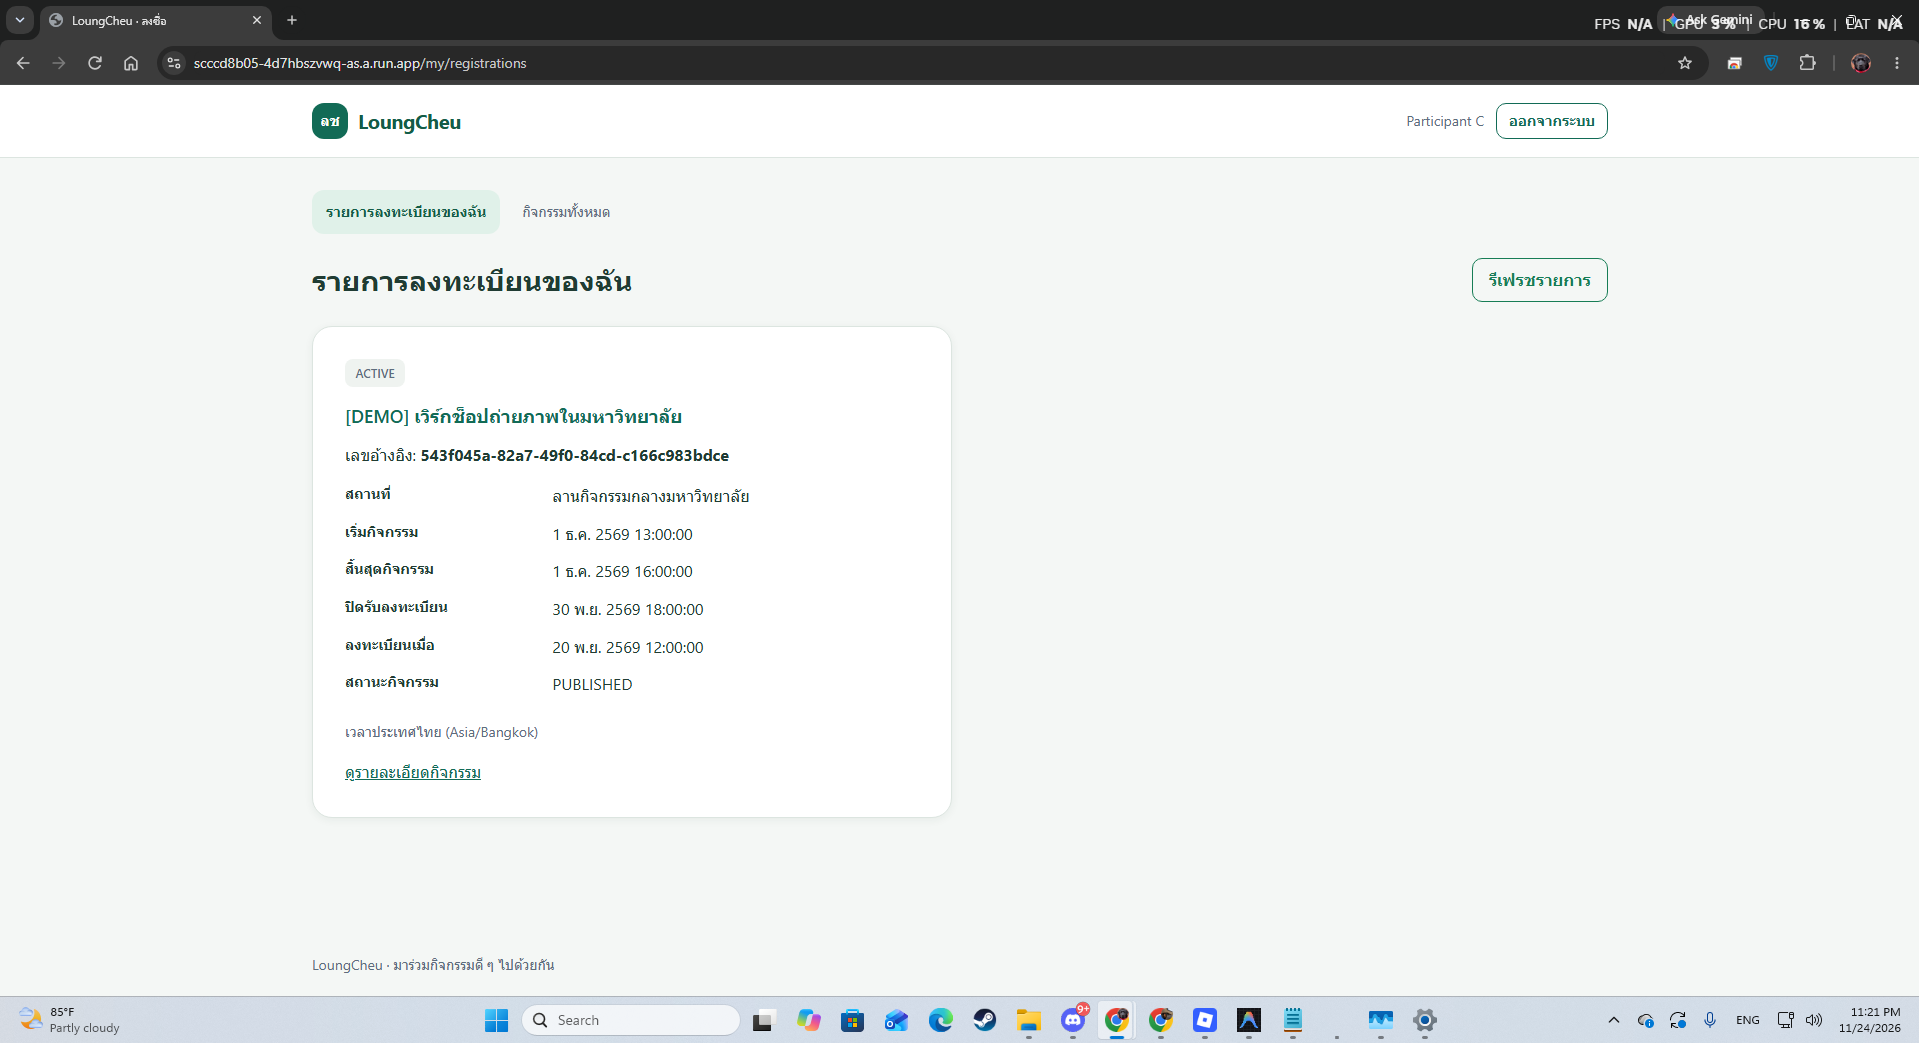 LoungCheu · ลงชื่อ
Ask Gemini
FPS N/A | GPU 3% | CPU 16% | LAT N/A
scccd8b05-4d7hbszvwq-as.a.run.app/my/registrations
ลช LoungCheu
Participant C ออกจากระบบ
รายการลงทะเบียนของฉัน กิจกรรมทั้งหมด
รายการลงทะเบียนของฉัน
รีเฟรชรายการ
ACTIVE
[DEMO] เวิร์กช็อปถ่ายภาพในมหาวิทยาลัย
เลขอ้างอิง: 543f045a-82a7-49f0-84cd-c166c983bdce
สถานที่ ลานกิจกรรมกลางมหาวิทยาลัย
เริ่มกิจกรรม 1 ธ.ค. 2569 13:00:00
สิ้นสุดกิจกรรม 1 ธ.ค. 2569 16:00:00
ปิดรับลงทะเบียน 30 พ.ย. 2569 18:00:00
ลงทะเบียนเมื่อ 20 พ.ย. 2569 12:00:00
สถานะกิจกรรม PUBLISHED
เวลาประเทศไทย (Asia/Bangkok)
ดูรายละเอียดกิจกรรม
LoungCheu · มาร่วมกิจกรรมดี ๆ ไปด้วยกัน
85°F
Partly cloudy
Search
9+
ENG
11:21 PM
11/24/2026